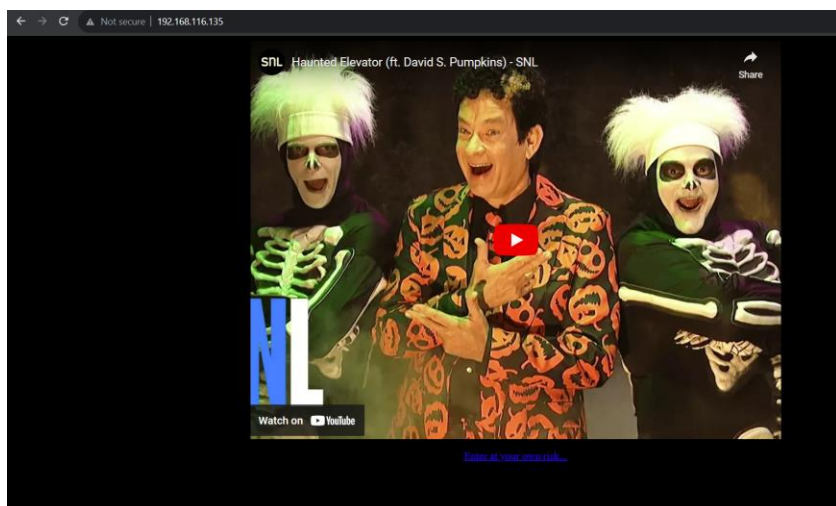 Not secure
192.168.116.135
SNL
Haunted Elevator (ft. David S. Pumpkins) - SNL
Share
NL
Watch on YouTube
Enter at your own risk...